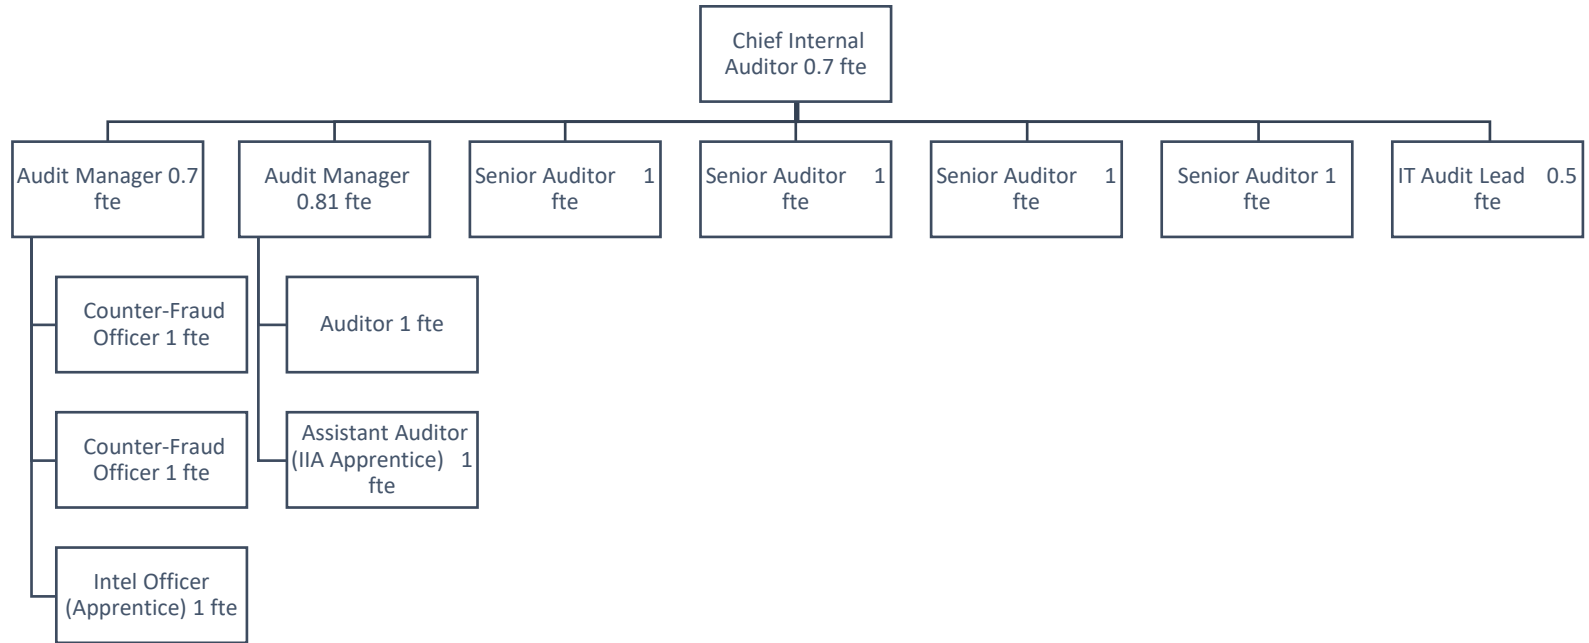 Chief Internal
Auditor 0.7 fte
Audit Manager 0.7
fte
Audit Manager
0.81 fte
Senior Auditor 1
fte
Senior Auditor 1
fte
Senior Auditor 1
fte
Senior Auditor 1
fte
IT Audit Lead 0.5
fte
Counter-Fraud
Officer 1 fte
Counter-Fraud
Officer 1 fte
Intel Officer
(Apprentice) 1 fte
Auditor 1 fte
Assistant Auditor
(IIA Apprentice) 1
fte